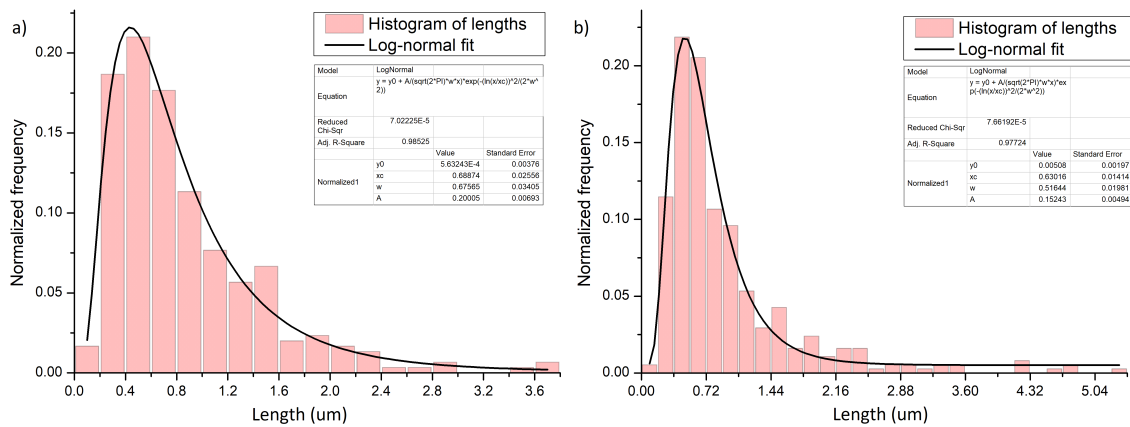 a)
Histogram of lengths
Log-normal fit
Model LogNormal
Equation y = y0 + A/(sqrt(2*PI)*w*x)*exp(-(ln(x/xc))^2/(2*w^
2))
Reduced Chi-Sqr 7.02225E-5
Adj. R-Square 0.98525
Value Standard Error
Normalized1 y0 5.63243E-4 0.00376
xc 0.68874 0.02556
w 0.67565 0.03405
A 0.20005 0.00693
Normalized frequency
0.20
0.15
0.10
0.05
0.00
0.0 0.4 0.8 1.2 1.6 2.0 2.4 2.8 3.2 3.6
Length (um)
b)
Histogram of lengths
Log-normal fit
Model LogNormal
Equation y = y0 + A/(sqrt(2*PI)*w*x)*ex
p(-(ln(x/xc))^2/(2*w^2))
Reduced Chi-Sqr 7.66192E-5
Adj. R-Square 0.97724
Value Standard Error
Normalized1 y0 0.00508 0.00197
xc 0.63016 0.01414
w 0.51644 0.01981
A 0.15243 0.00494
Normalized frequency
0.20
0.15
0.10
0.05
0.00
0.00 0.72 1.44 2.16 2.88 3.60 4.32 5.04
Length (um)